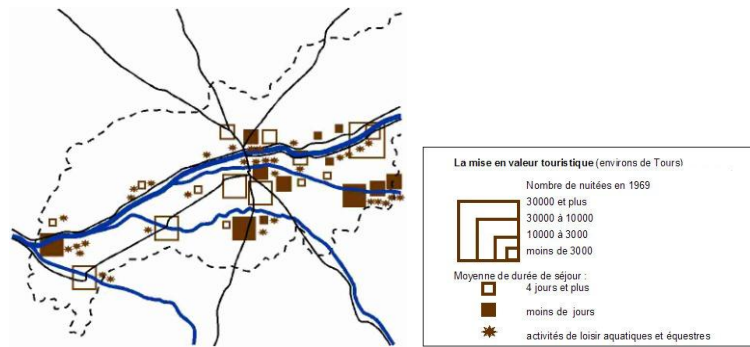 La mise en valeur touristique (environs de Tours)
Nombre de nuitées en 1969
30000 et plus
30000 à 10000
10000 à 3000
moins de 3000
Moyenne de durée de séjour :
4 jours et plus
moins de jours
activités de loisir aquatiques et équestres